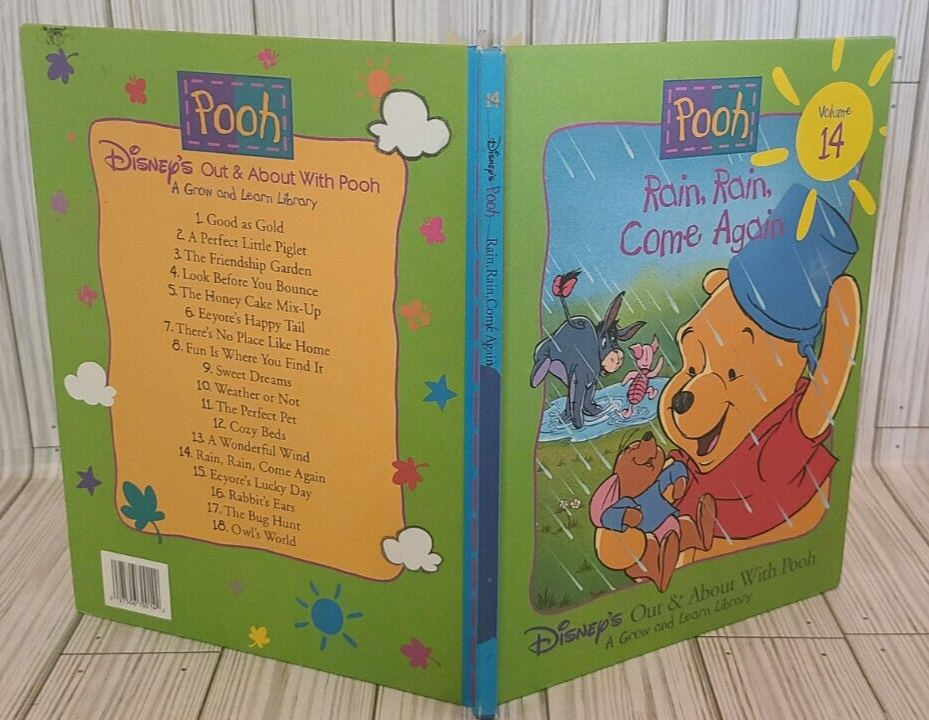 Pooh
Disney's Out & About With Pooh
A Grow and Learn Library
1. Good as Gold
2. A Perfect Little Piglet
3. The Friendship Garden
4. Look Before You Bounce
5. The Honey Cake Mix-Up
6. Eeyore's Happy Tail
7. There's No Place Like Home
8. Fun Is Where You Find It
9. Sweet Dreams
10. Weather or Not
11. The Perfect Pet
12. Cozy Beds
13. A Wonderful Wind
14. Rain, Rain, Come Again
15. Eeyore's Lucky Day
16. Rabbit's Ears
17. The Bug Hunt
18. Owl's World
14 Disney's Pooh Rain, Rain, Come Again
Pooh
Volume
14
Rain, Rain,
Come Again
Disney's Out & About With Pooh
A Grow and Learn Library